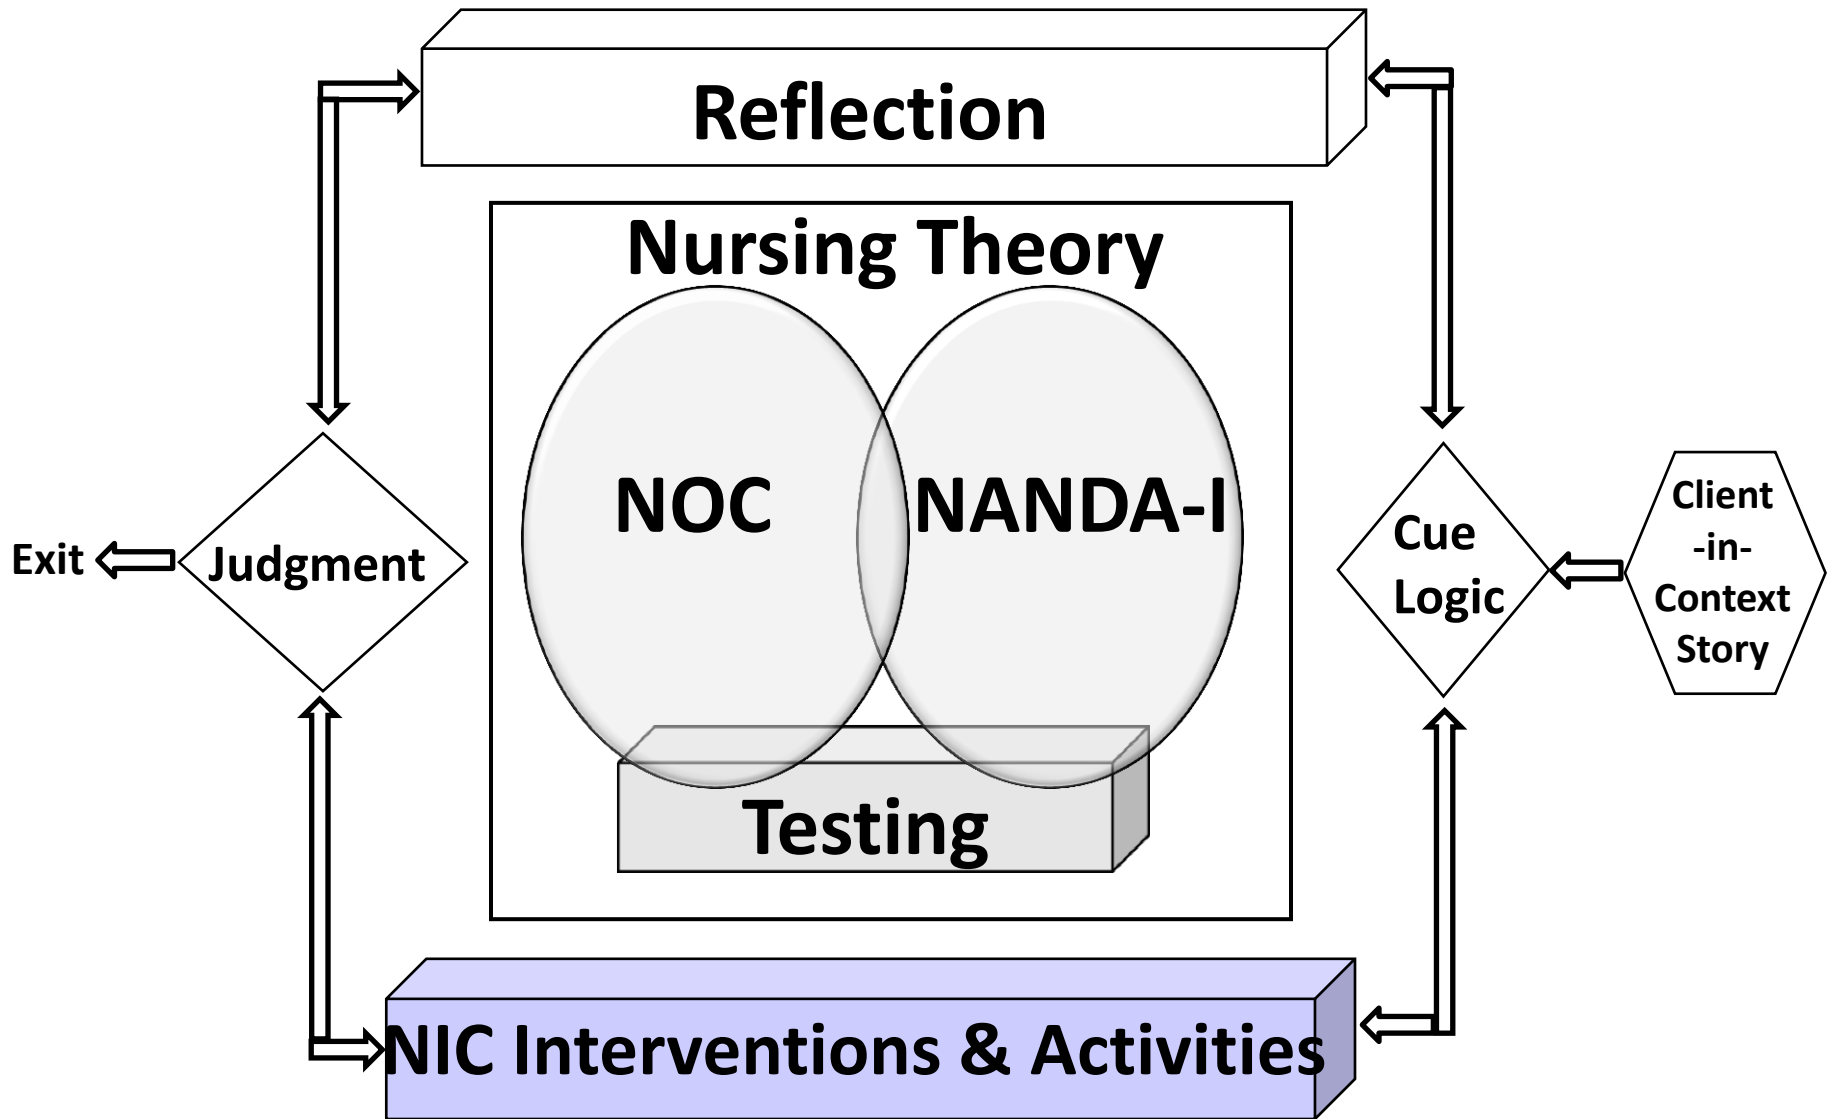 Reflection
Nursing Theory
NOC
NANDA-I
Testing
Exit
Judgment
Cue
Logic
Client
-in-
Context
Story
NIC Interventions & Activities